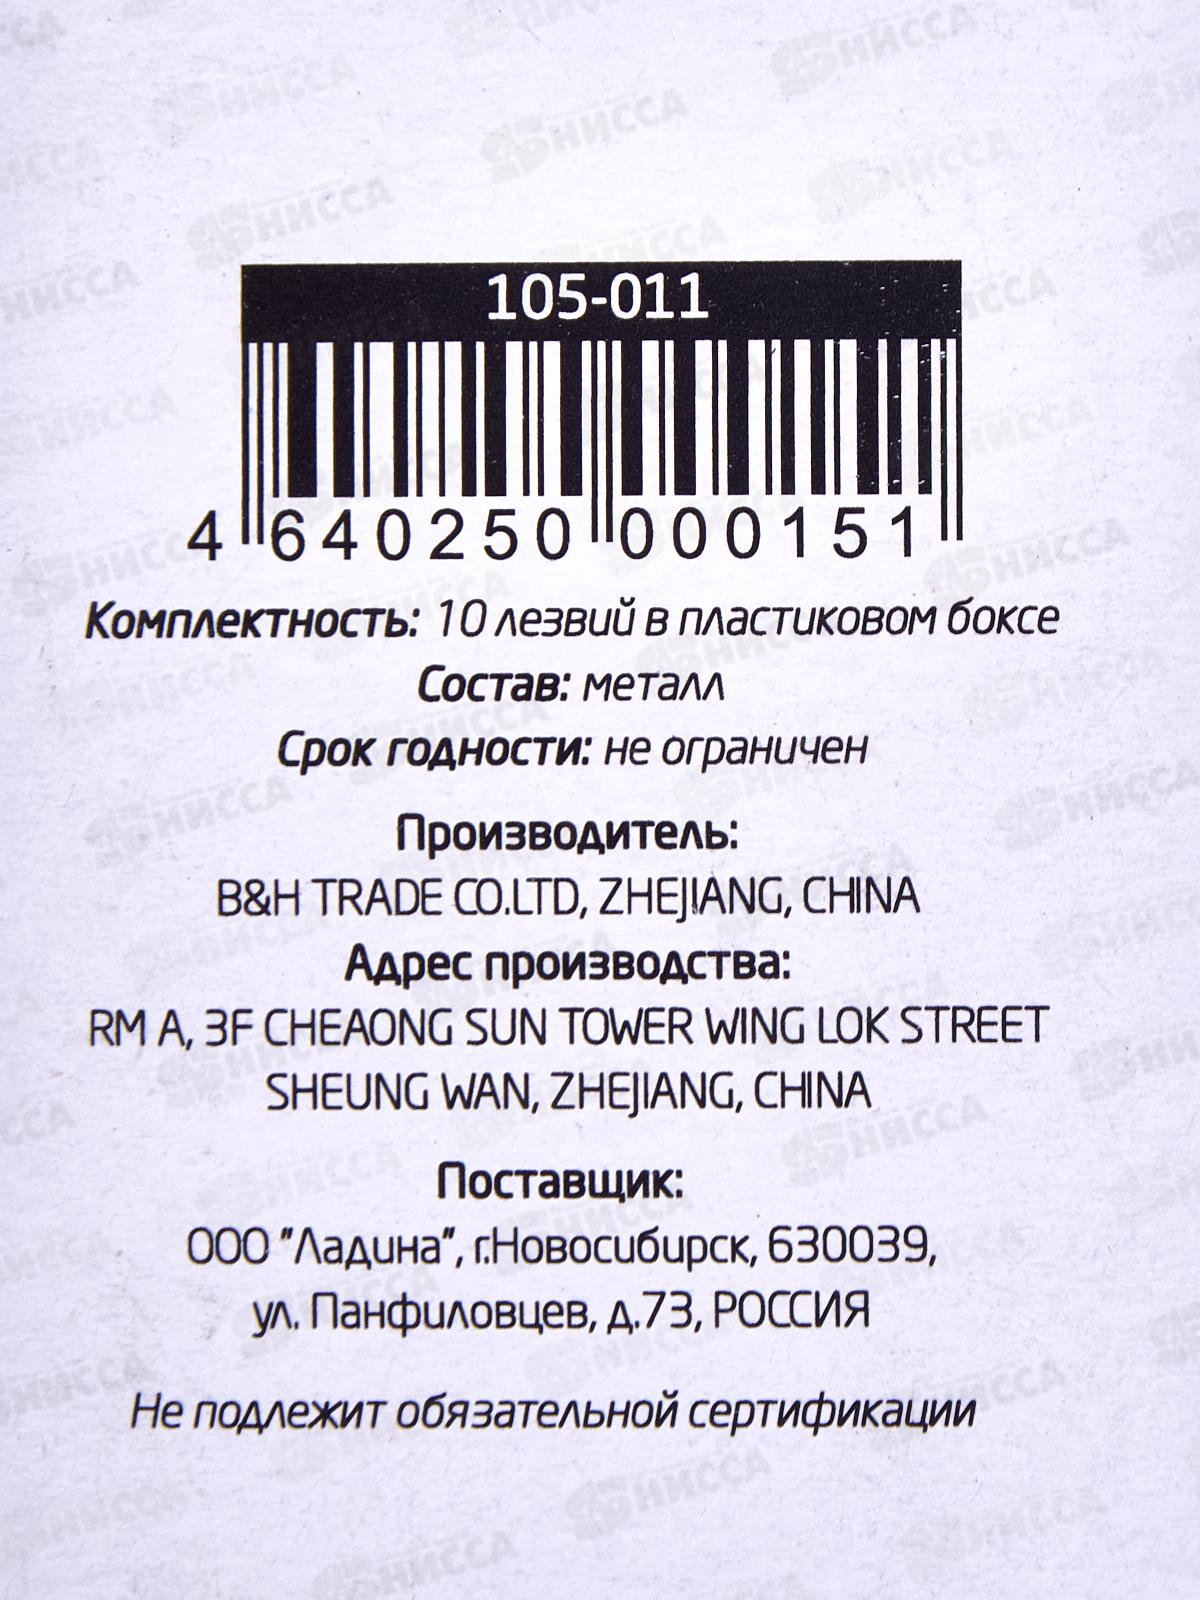 105-011
4 640250 000151
Комплектность: 10 лезвий в пластиковом боксе
Состав: металл
Срок годности: не ограничен
Производитель:
B&H TRADE CO.LTD, ZHEJIANG, CHINA
Адрес производства:
RM A, 3F CHEAONG SUN TOWER WING LOK STREET
SHEUNG WAN, ZHEJIANG, CHINA
Поставщик:
ООО "Ладина", г.Новосибирск, 630039,
ул. Панфиловцев, д.73, РОССИЯ
Не подлежит обязательной сертификации
НИССА